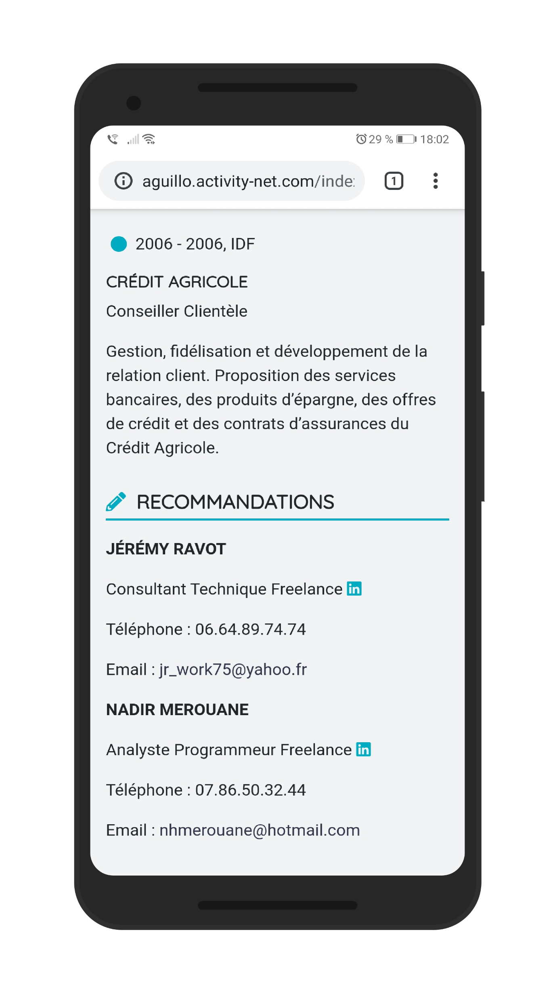 29 % 18:02
aguillo.activity-net.com/inde
1
2006 - 2006, IDF
CRÉDIT AGRICOLE
Conseiller Clientèle
Gestion, fidélisation et développement de la
relation client. Proposition des services
bancaires, des produits d’épargne, des offres
de crédit et des contrats d’assurances du
Crédit Agricole.
RECOMMANDATIONS
JÉRÉMY RAVOT
Consultant Technique Freelance in
Téléphone : 06.64.89.74.74
Email : jr_work75@yahoo.fr
NADIR MEROUANE
Analyste Programmeur Freelance in
Téléphone : 07.86.50.32.44
Email : nhmerouane@hotmail.com